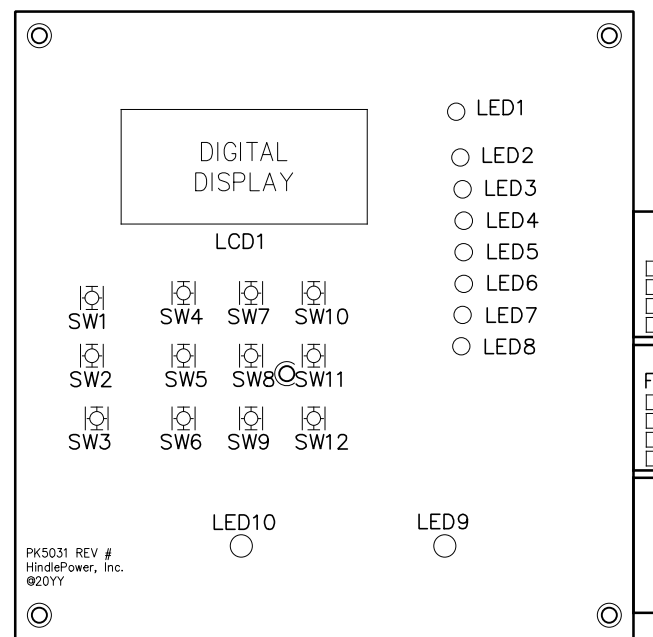 DIGITAL
DISPLAY
LCD1
LED1
LED2
LED3
LED4
LED5
LED6
LED7
LED8
SW1
SW4
SW7
SW10
SW2
SW5
SW8
SW11
SW3
SW6
SW9
SW12
F
LED10
LED9
PK5031 REV #
HindlePower, Inc.
@20YY